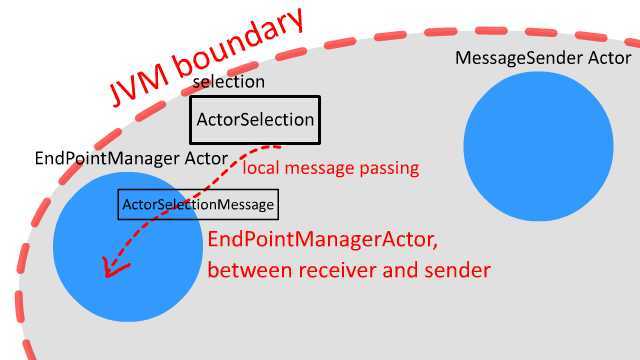 JVM boundary
MessageSender Actor
selection
ActorSelection
EndPointManager Actor
local message passing
ActorSelectionMessage
EndPointManagerActor,
between receiver and sender